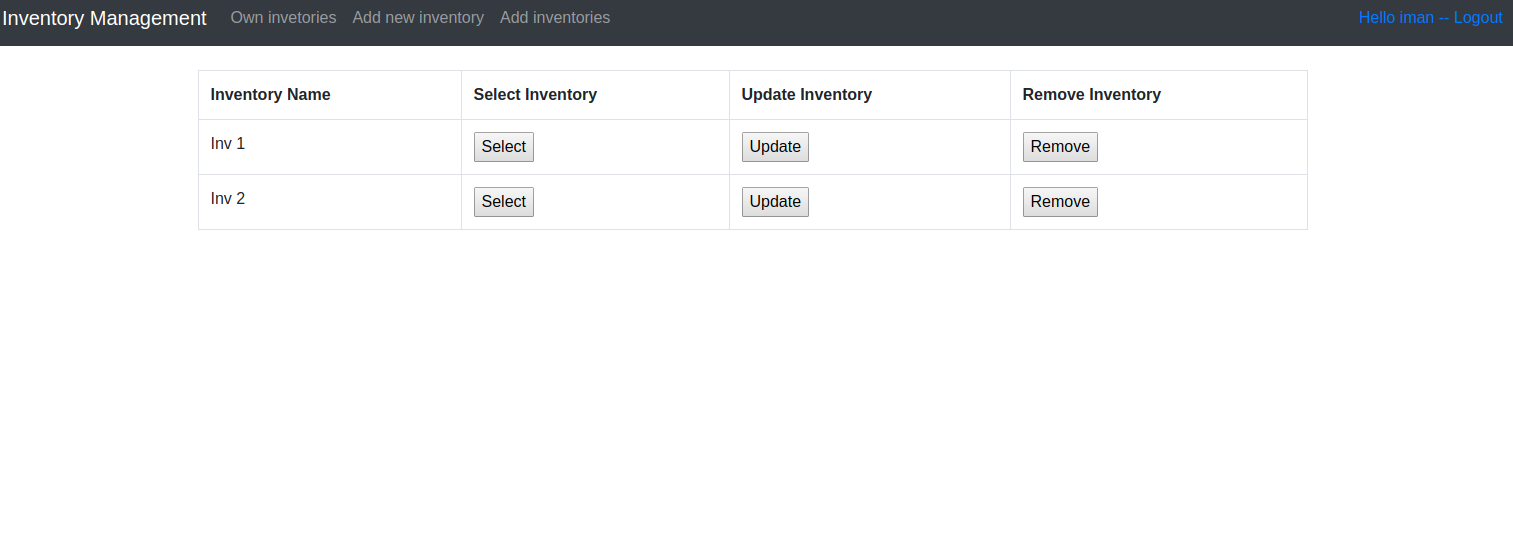 Inventory Management Own invetories Add new inventory Add inventories Hello iman -- Logout
Inventory Name Select Inventory Update Inventory Remove Inventory
Inv 1 Select Update Remove
Inv 2 Select Update Remove